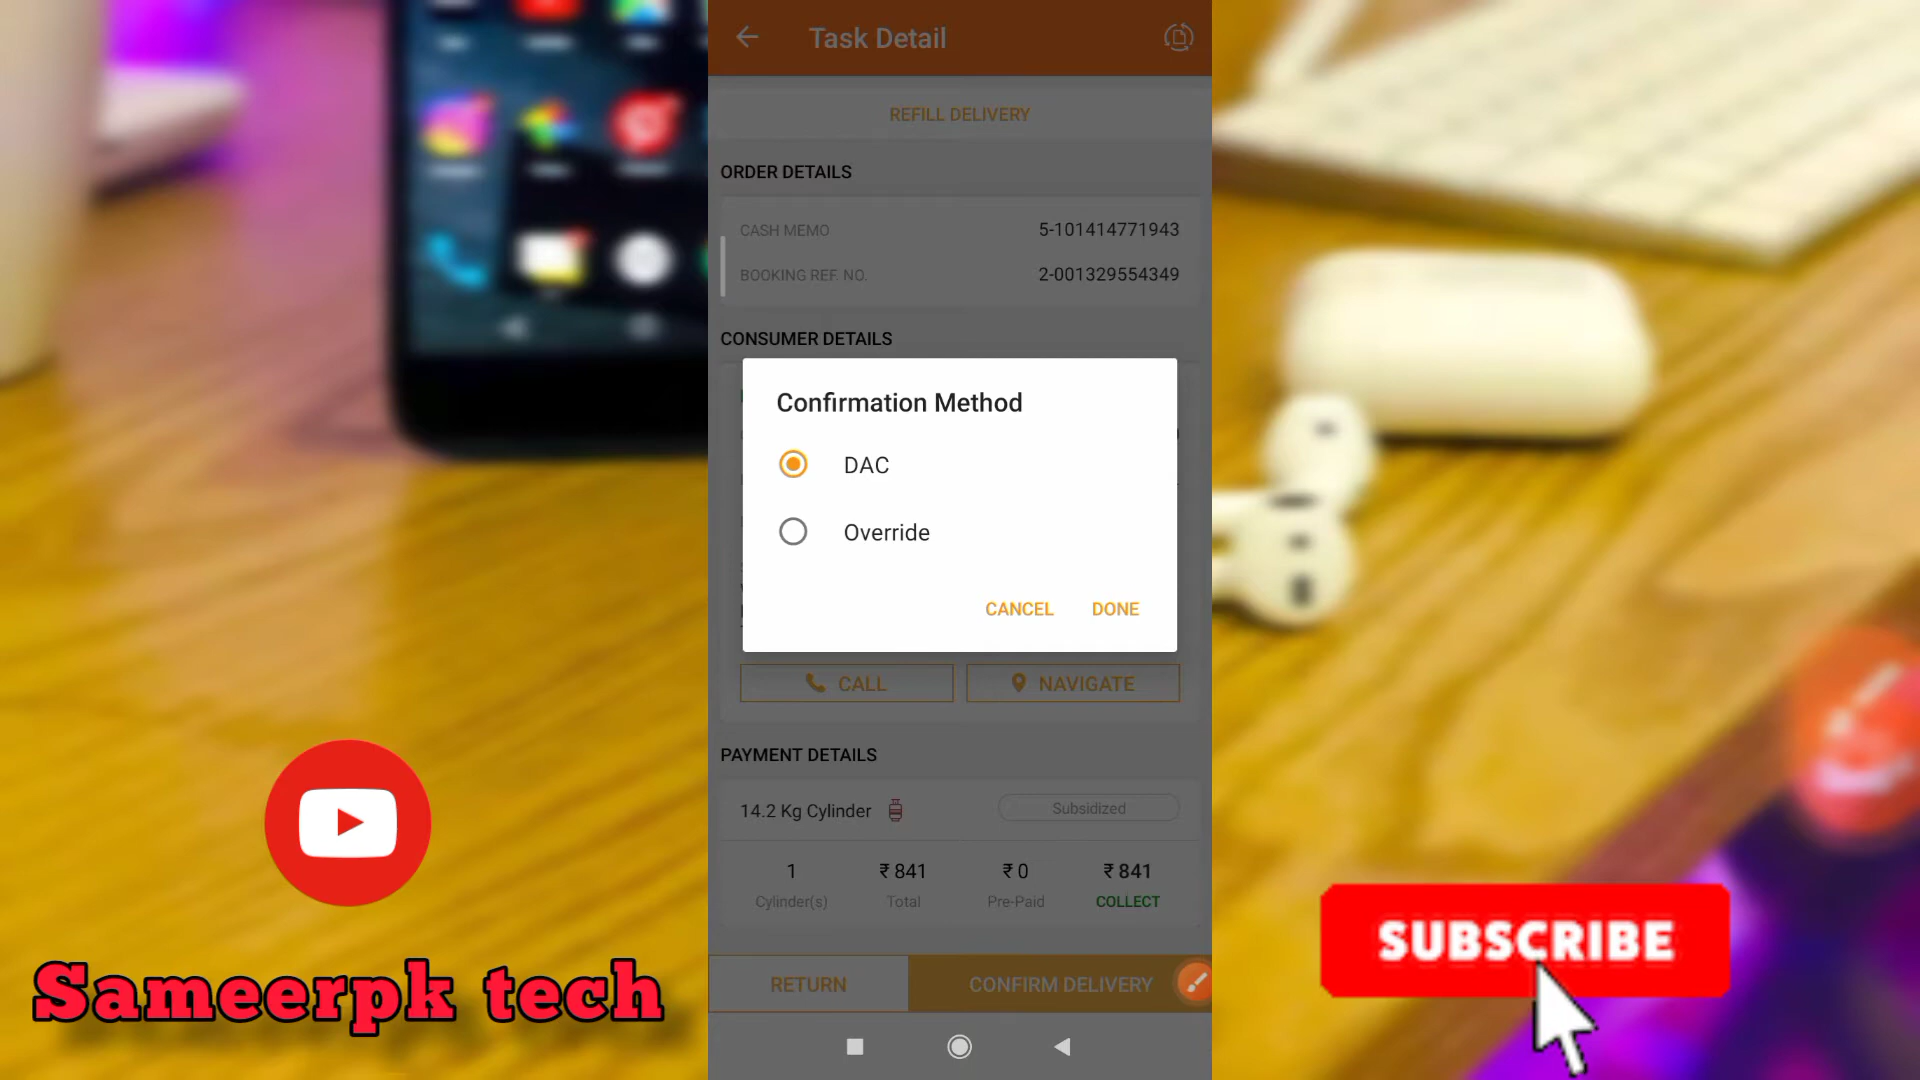 Task Detail
REFILL DELIVERY
ORDER DETAILS
CASH MEMO 5-101414771943
BOOKING REF. NO. 2-001329554349
CONSUMER DETAILS
Confirmation Method
DAC
Override
CANCEL DONE
CALL NAVIGATE
PAYMENT DETAILS
14.2 Kg Cylinder Subsidized
1 ₹ 841 ₹ 0 ₹ 841
Cylinder(s) Total Pre-Paid COLLECT
RETURN CONFIRM DELIVERY
Sameerpk tech
SUBSCRIBE